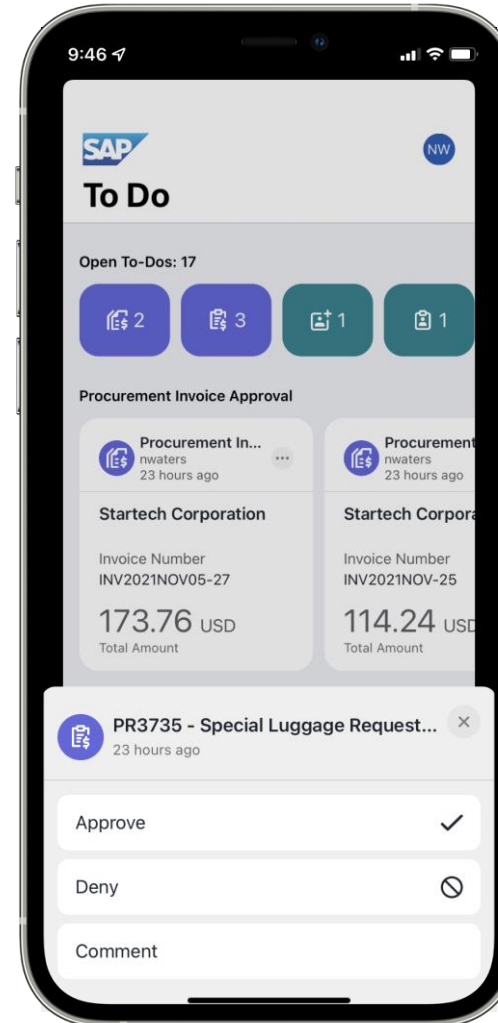 9:46
SAP
NW
To Do
Open To-Dos: 17
2
3
1
1
Procurement Invoice Approval
Procurement In...
nwaters
23 hours ago
Startech Corporation
Invoice Number
INV2021NOV05-27
173.76 USD
Total Amount
Procurement
nwaters
23 hours ago
Startech Corpora
Invoice Number
INV2021NOV-25
114.24 USD
Total Amount
PR3735 - Special Luggage Request...
23 hours ago
Approve
Deny
Comment